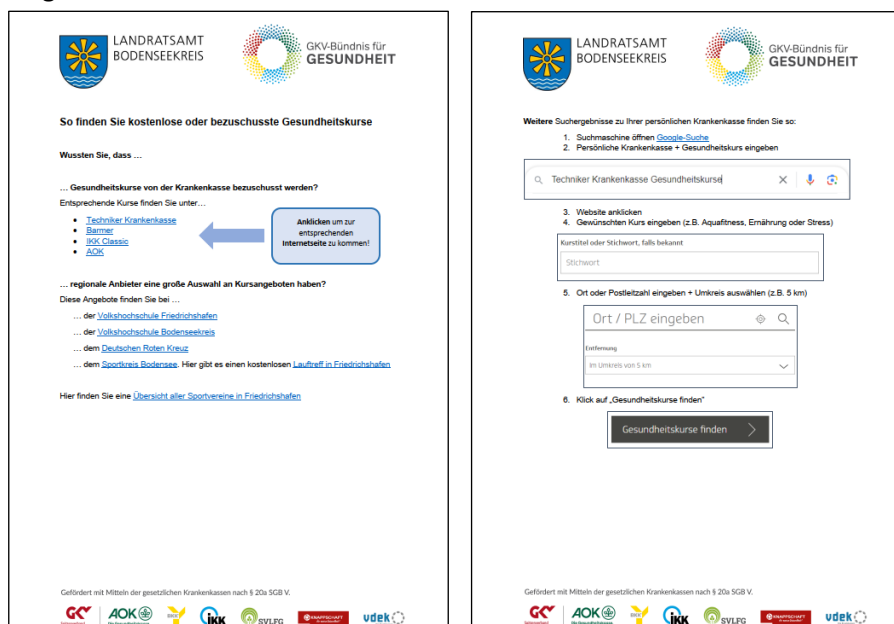 LANDRATSAMT
BODENSEEKREIS
GKV-Bündnis für
GESUNDHEIT
So finden Sie kostenlose oder bezuschusste Gesundheitskurse
Wussten Sie, dass …
… Gesundheitskurse von der Krankenkasse bezuschusst werden?
Entsprechende Kurse finden Sie unter…
• Techniker Krankenkasse
• Barmer
• IKK Classic
• AOK
Anklicken um zur
entsprechenden
Internetseite zu kommen!
… regionale Anbieter eine große Auswahl an Kursangeboten haben?
Diese Angebote finden Sie bei …
… der Volkshochschule Friedrichshafen
… der Volkshochschule Bodenseekreis
… dem Deutschen Roten Kreuz
… dem Sportkreis Bodensee. Hier gibt es einen kostenlosen Lauftreff in Friedrichshafen
Hier finden Sie eine Übersicht aller Sportvereine in Friedrichshafen
Gefördert mit Mitteln der gesetzlichen Krankenkassen nach § 20a SGB V.
GKV
AOK
BKK
IKK
SVLFG
KNAPPSCHAFT
vdek
LANDRATSAMT
BODENSEEKREIS
GKV-Bündnis für
GESUNDHEIT
Weitere Suchergebnisse zu Ihrer persönlichen Krankenkasse finden Sie so:
1. Suchmaschine öffnen Google-Suche
2. Persönliche Krankenkasse + Gesundheitskurs eingeben
Techniker Krankenkasse Gesundheitskurse
3. Website anklicken
4. Gewünschten Kurs eingeben (z.B. Aquafitness, Ernährung oder Stress)
Kurstitel oder Stichwort, falls bekannt
Stichwort
5. Ort oder Postleitzahl eingeben + Umkreis auswählen (z.B. 5 km)
Ort / PLZ eingeben
Entfernung
Im Umkreis von 5 km
6. Klick auf „Gesundheitskurse finden"
Gesundheitskurse finden
Gefördert mit Mitteln der gesetzlichen Krankenkassen nach § 20a SGB V.
GKV
AOK
BKK
IKK
SVLFG
KNAPPSCHAFT
vdek